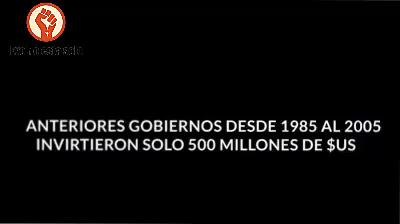 ANTERIORES GOBIERNOS DESDE 1985 AL 2005
INVIRTIERON SOLO 500 MILLONES DE $US